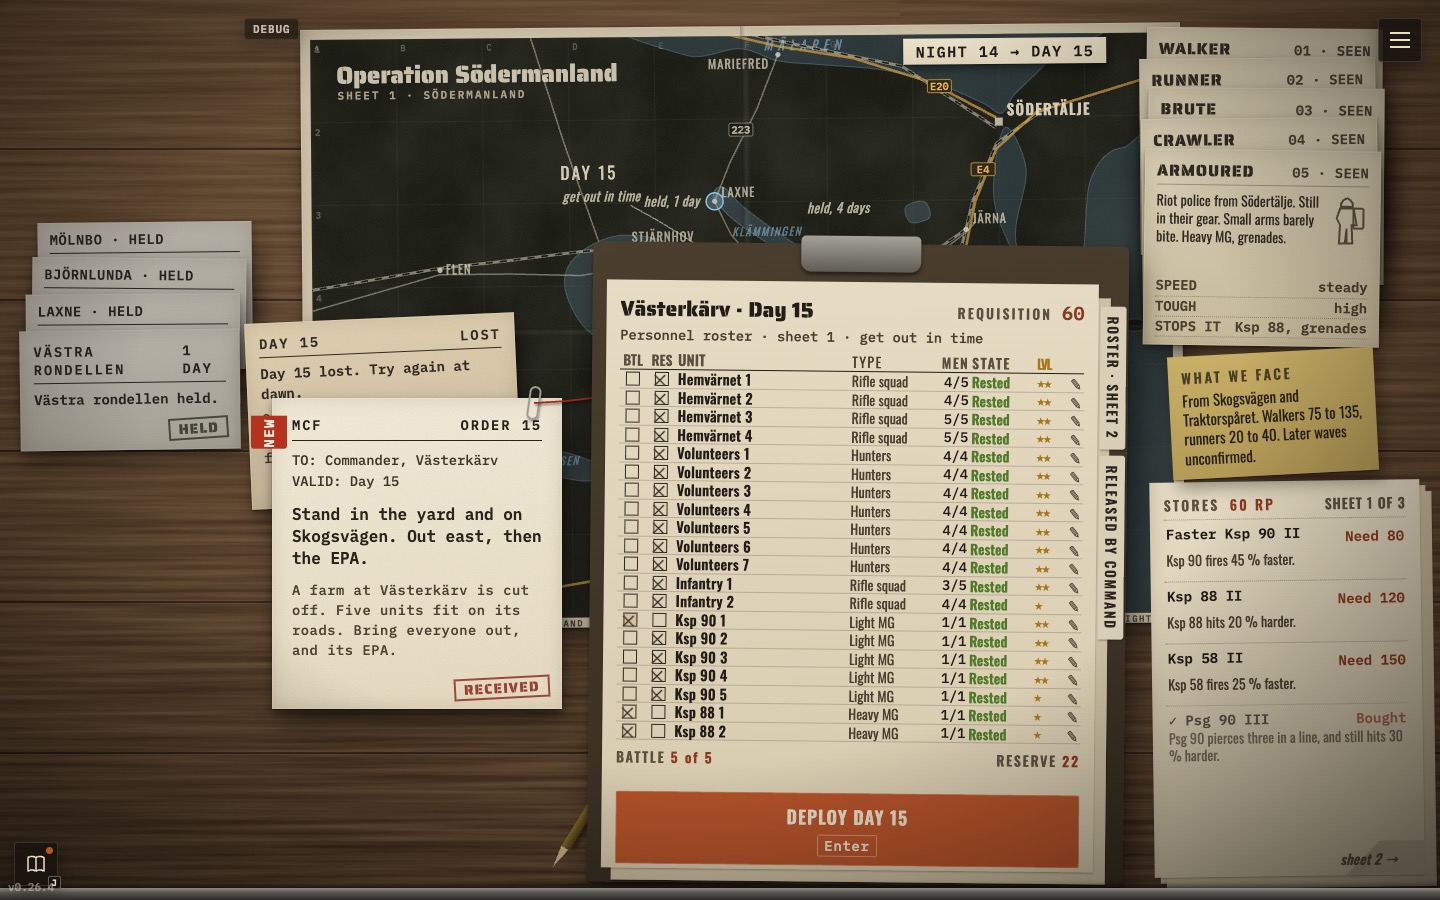 DEBUG
Operation Södermanland
SHEET 1 · SÖDERMANLAND
B
C
D
E
F
2
3
4
MÄLAREN
MARIEFRED
NIGHT 14 → DAY 15
E20
SÖDERTÄLJE
223
E4
DAY 15
get out in time
held, 1 day
LAXNE
held, 4 days
KLÄMMINGEN
STJÄRNHOV
JÄRNA
FLEN
WALKER 01 · SEEN
RUNNER 02 · SEEN
BRUTE 03 · SEEN
CRAWLER 04 · SEEN
ARMOURED 05 · SEEN
Riot police from Södertälje. Still
in their gear. Small arms barely
bite. Heavy MG, grenades.
SPEED steady
TOUGH high
STOPS IT Ksp 88, grenades
MÖLNBO · HELD
BJÖRNLUNDA · HELD
LAXNE · HELD
VÄSTRA RONDELLEN 1 DAY
Västra rondellen held.
HELD
DAY 15 LOST
Day 15 lost. Try again at
dawn.
NEW
MCF ORDER 15
TO: Commander, Västerkärv
VALID: Day 15
Stand in the yard and on
Skogsvägen. Out east, then
the EPA.
A farm at Västerkärv is cut
off. Five units fit on its
roads. Bring everyone out,
and its EPA.
RECEIVED
Västerkärv · Day 15 REQUISITION 60
Personnel roster · sheet 1 · get out in time
BTL RES UNIT TYPE MEN STATE LVL
Hemvärnet 1 Rifle squad 4/5 Rested ★★
Hemvärnet 2 Rifle squad 4/5 Rested ★★
Hemvärnet 3 Rifle squad 5/5 Rested ★★
Hemvärnet 4 Rifle squad 5/5 Rested ★★
Volunteers 1 Hunters 4/4 Rested ★★
Volunteers 2 Hunters 4/4 Rested ★★
Volunteers 3 Hunters 4/4 Rested ★★
Volunteers 4 Hunters 4/4 Rested ★★
Volunteers 5 Hunters 4/4 Rested ★★
Volunteers 6 Hunters 4/4 Rested ★★
Volunteers 7 Hunters 4/4 Rested ★★
Infantry 1 Rifle squad 3/5 Rested ★★
Infantry 2 Rifle squad 4/4 Rested ★
Ksp 90 1 Light MG 1/1 Rested ★★
Ksp 90 2 Light MG 1/1 Rested ★★
Ksp 90 3 Light MG 1/1 Rested ★★
Ksp 90 4 Light MG 1/1 Rested ★★
Ksp 90 5 Light MG 1/1 Rested ★
Ksp 88 1 Heavy MG 1/1 Rested ★
Ksp 88 2 Heavy MG 1/1 Rested ★
BATTLE 5 of 5 RESERVE 22
DEPLOY DAY 15
Enter
ROSTER · SHEET 2
RELEASED BY COMMAND
WHAT WE FACE
From Skogsvägen and
Traktorspåret. Walkers 75 to 135,
runners 20 to 40. Later waves
unconfirmed.
STORES 60 RP SHEET 1 OF 3
Faster Ksp 90 II Need 80
Ksp 90 fires 45 % faster.
Ksp 88 II Need 120
Ksp 88 hits 20 % harder.
Ksp 58 II Need 150
Ksp 58 fires 25 % faster.
✓ Psg 90 III Bought
Psg 90 pierces three in a line, and still hits 30
% harder.
sheet 2 →
J